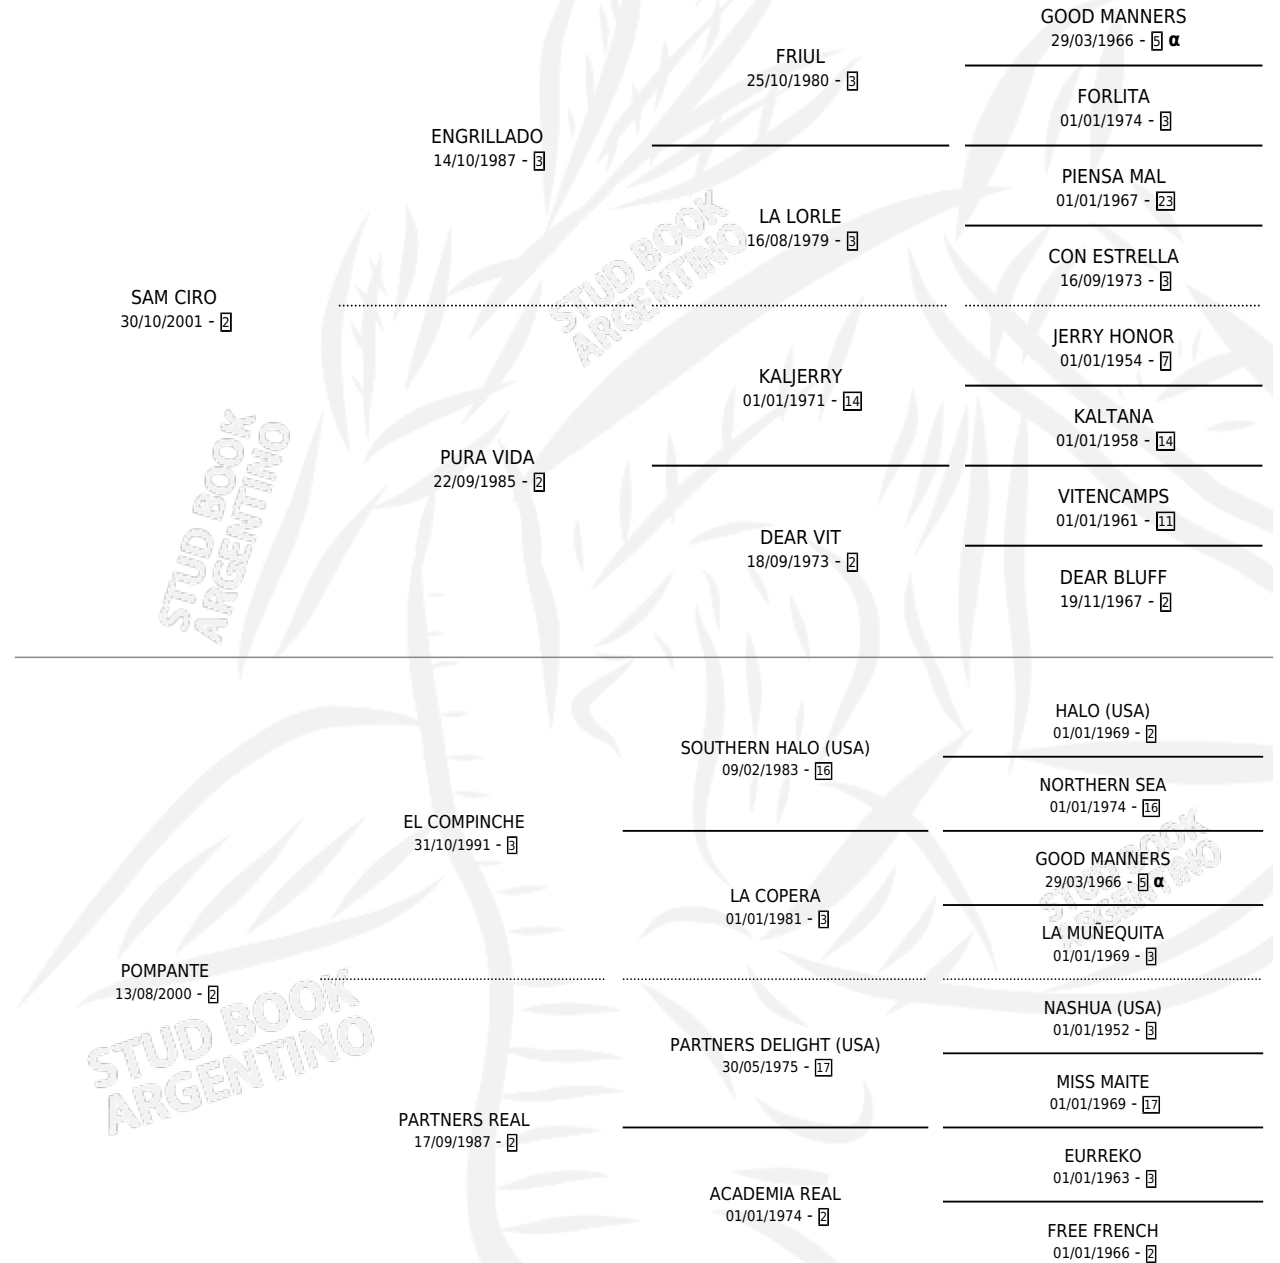 GOOD MANNERS
29/03/1966 - 5 α
FRIUL
25/10/1980 - 3
FORLITA
01/01/1974 - 3
ENGRILLADO
14/10/1987 - 3
PIENSA MAL
01/01/1967 - 23
LA LORLE
16/08/1979 - 3
CON ESTRELLA
16/09/1973 - 3
STUD BOOK
ARGENTINO
SAM CIRO
30/10/2001 - 2
JERRY HONOR
01/01/1954 - 7
KALJERRY
01/01/1971 - 14
KALTANA
01/01/1958 - 14
PURA VIDA
22/09/1985 - 2
VITENCAMPS
01/01/1961 - 11
DEAR VIT
18/09/1973 - 2
DEAR BLUFF
19/11/1967 - 2
STUD BOOK
ARGENTINO
HALO (USA)
01/01/1969 - 2
SOUTHERN HALO (USA)
09/02/1983 - 16
NORTHERN SEA
01/01/1974 - 16
EL COMPINCHE
31/10/1991 - 3
GOOD MANNERS
29/03/1966 - 5 α
LA COPERA
01/01/1981 - 3
LA MUÑEQUITA
01/01/1969 - 3
STUD BOOK
ARGENTINO
POMPANTE
13/08/2000 - 2
NASHUA (USA)
01/01/1952 - 3
PARTNERS DELIGHT (USA)
30/05/1975 - 17
MISS MAITE
01/01/1969 - 17
STUD BOOK
ARGENTINO
PARTNERS REAL
17/09/1987 - 2
EURREKO
01/01/1963 - 3
ACADEMIA REAL
01/01/1974 - 2
FREE FRENCH
01/01/1966 - 2